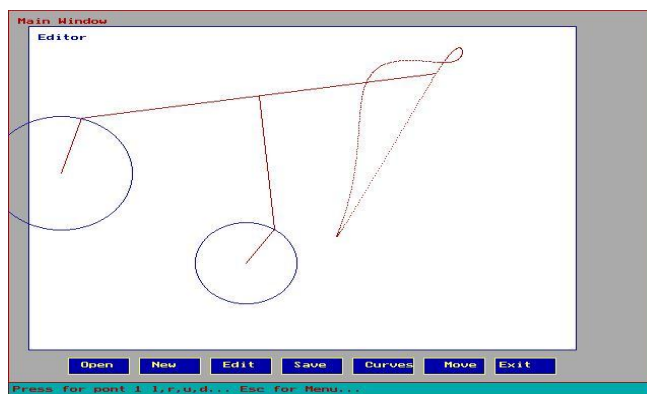 Main Window
Editor
Open New Edit Save Curves Move Exit
Press for pont 1 l,r,u,d... Esc for Menu...